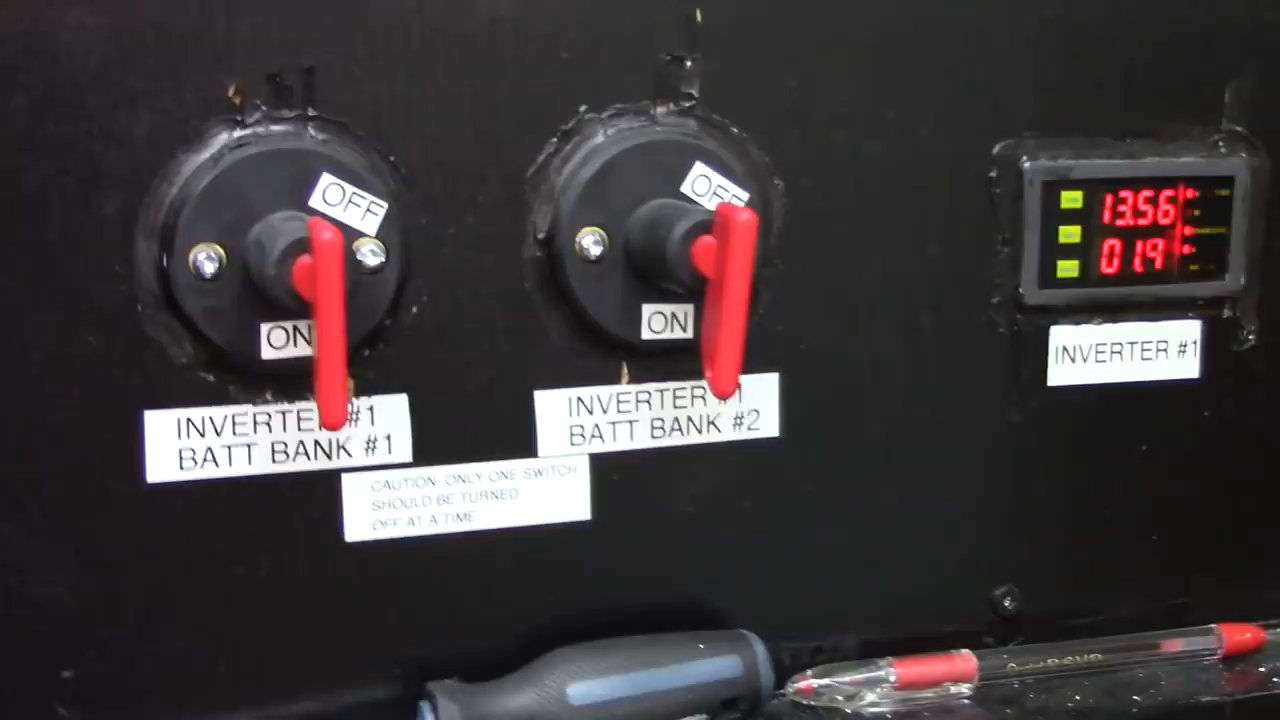 OFF
ON
INVERTER #1
BATT BANK #1
OFF
ON
INVERTER #1
BATT BANK #2
CAUTION: ONLY ONE SWITCH
SHOULD BE TURNED
OFF AT A TIME
13.56
01.9
INVERTER #1